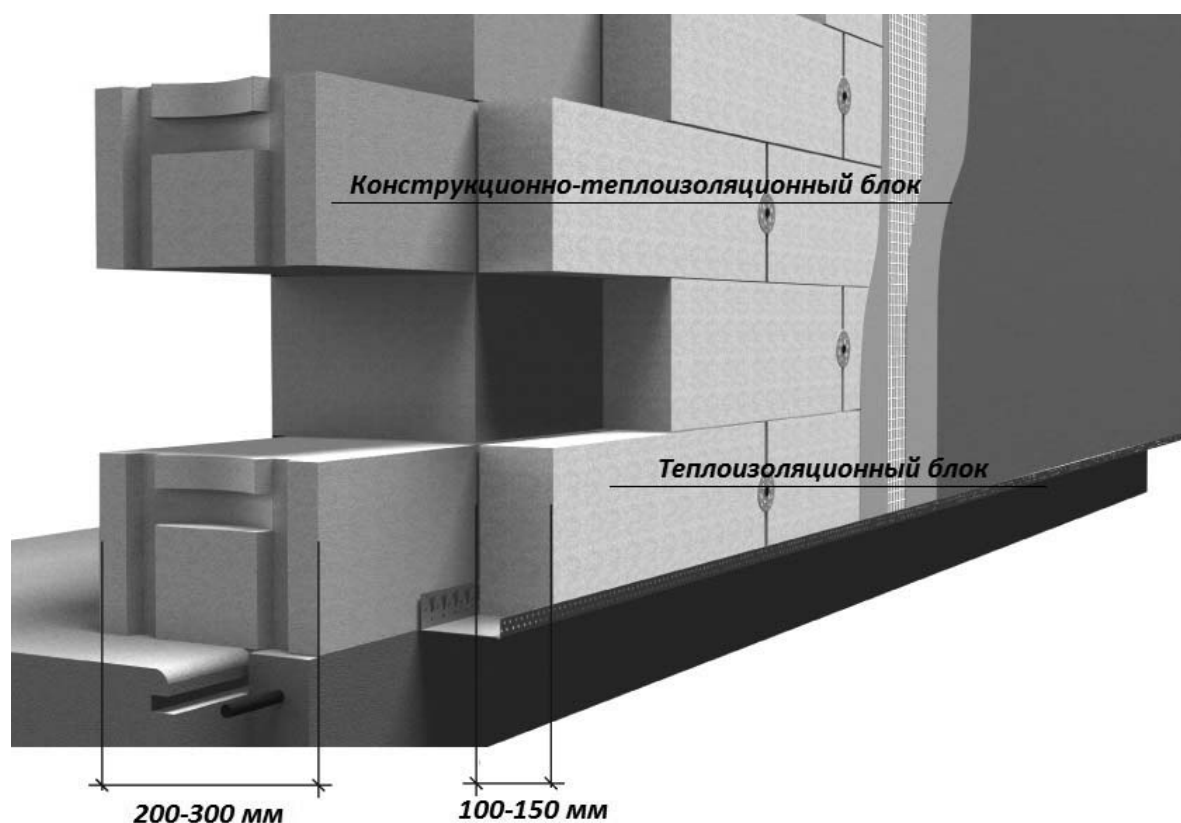 Конструкционно-теплоизоляционный блок
Теплоизоляционный блок
200-300 мм
100-150 мм